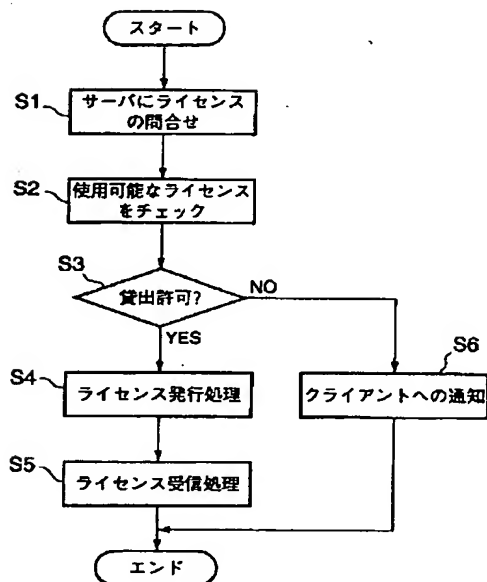 スタート
S1
サーバにライセンス
の問合せ
S2
使用可能なライセンス
をチェック
S3
貸出許可?
NO
YES
S4
ライセンス発行処理
S6
クライアントへの通知
S5
ライセンス受信処理
エンド